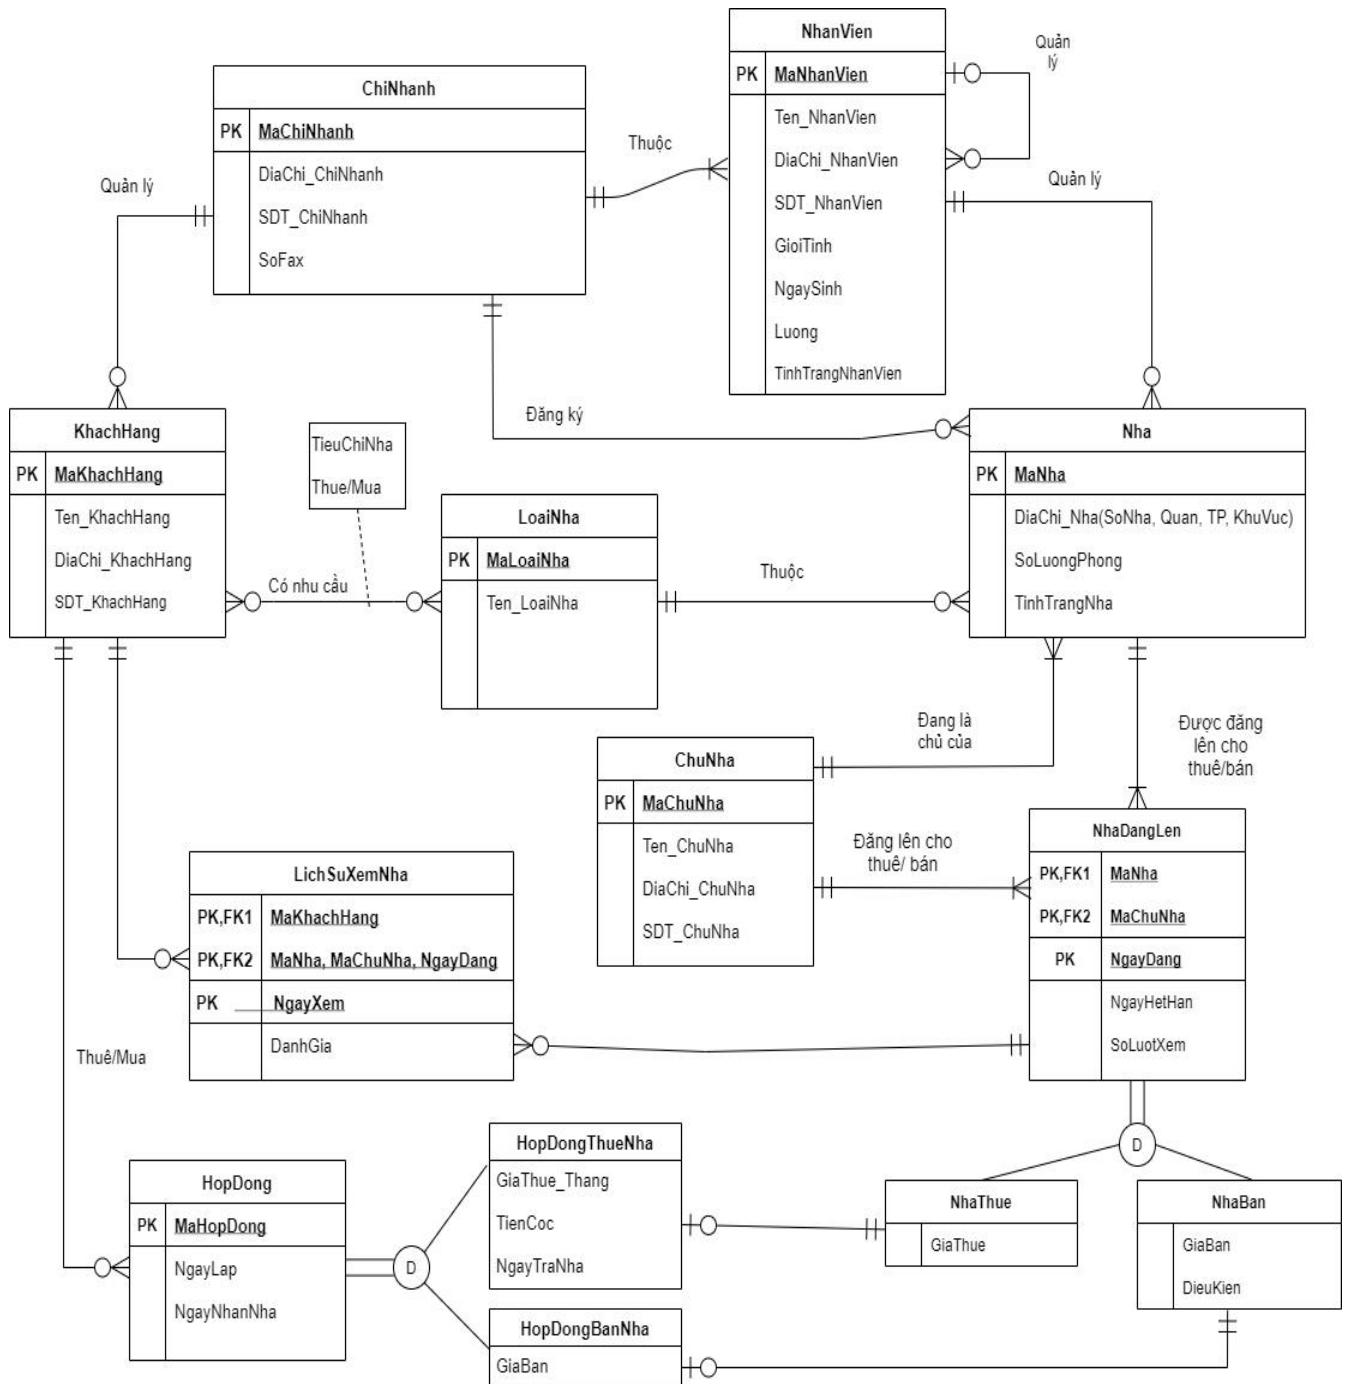 NhanVien
PK MaNhanVien
Ten_NhanVien
DiaChi_NhanVien
SDT_NhanVien
GioiTinh
NgaySinh
Luong
TinhTrangNhanVien
Quản
lý
ChiNhanh
PK MaChiNhanh
DiaChi_ChiNhanh
SDT_ChiNhanh
SoFax
Thuộc
Quản lý
Quản lý
Đăng ký
KhachHang
PK MaKhachHang
Ten_KhachHang
DiaChi_KhachHang
SDT_KhachHang
TieuChiNha
Thue/Mua
Có nhu cầu
LoaiNha
PK MaLoaiNha
Ten_LoaiNha
Thuộc
Nha
PK MaNha
DiaChi_Nha(SoNha, Quan, TP, KhuVuc)
SoLuongPhong
TinhTrangNha
Đang là
chủ của
Được đăng
lên cho
thuê/bán
ChuNha
PK MaChuNha
Ten_ChuNha
DiaChi_ChuNha
SDT_ChuNha
Đăng lên cho
thuê/ bán
NhaDangLen
PK,FK1 MaNha
PK,FK2 MaChuNha
PK NgayDang
NgayHetHan
SoLuotXem
LichSuXemNha
PK,FK1 MaKhachHang
PK,FK2 MaNha, MaChuNha, NgayDang
PK NgayXem
DanhGia
Thuê/Mua
HopDong
PK MaHopDong
NgayLap
NgayNhanNha
D
HopDongThueNha
GiaThue_Thang
TienCoc
NgayTraNha
HopDongBanNha
GiaBan
D
NhaThue
GiaThue
NhaBan
GiaBan
DieuKien